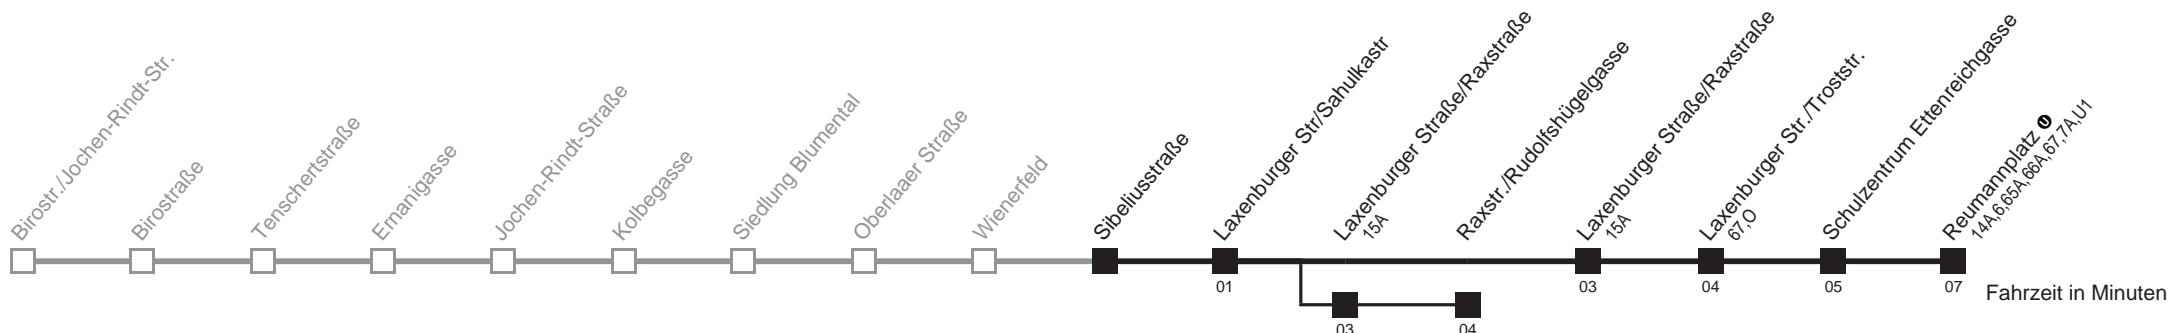 Birostr./Jochen-Rindt-Str.
Birostraße
Tenschertstraße
Ernanigasse
Jochen-Rindt-Straße
Kolbegasse
Siedlung Blumental
Oberlaaer Straße
Wienerfeld
Sibeliusstraße
Laxenburger Str/Sahulkastr
Laxenburger Straße/Raxstraße
15A
Raxstr./Rudolfshügelgasse
Laxenburger Straße/Raxstraße
15A
Laxenburger Str./Troststr.
67,O
Schulzentrum Ettenreichgasse
Reumannplatz U
14A,6,65A,66A,67,7A,U1
01
03
04
05
07
Fahrzeit in Minuten
03
04